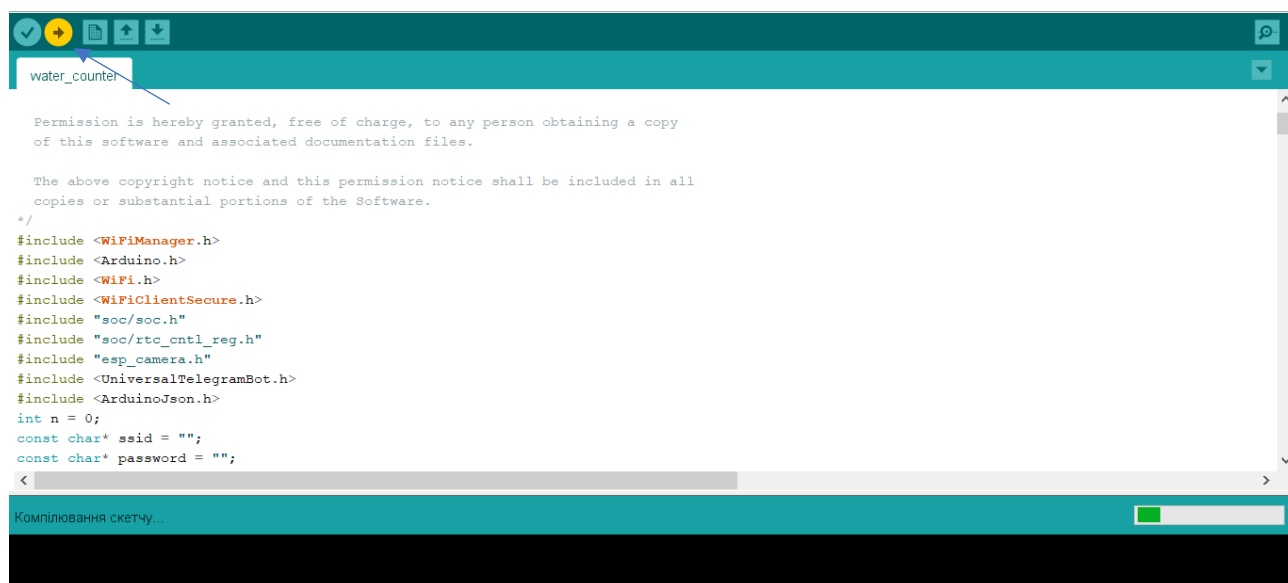 water_counter
Permission is hereby granted, free of charge, to any person obtaining a copy
of this software and associated documentation files.
The above copyright notice and this permission notice shall be included in all
copies or substantial portions of the Software.
*/
#include <WiFiManager.h>
#include <Arduino.h>
#include <WiFi.h>
#include <WiFiClientSecure.h>
#include "soc/soc.h"
#include "soc/rtc_cntl_reg.h"
#include "esp_camera.h"
#include <UniversalTelegramBot.h>
#include <ArduinoJson.h>
int n = 0;
const char* ssid = "";
const char* password = "";
Компілювання скетчу...